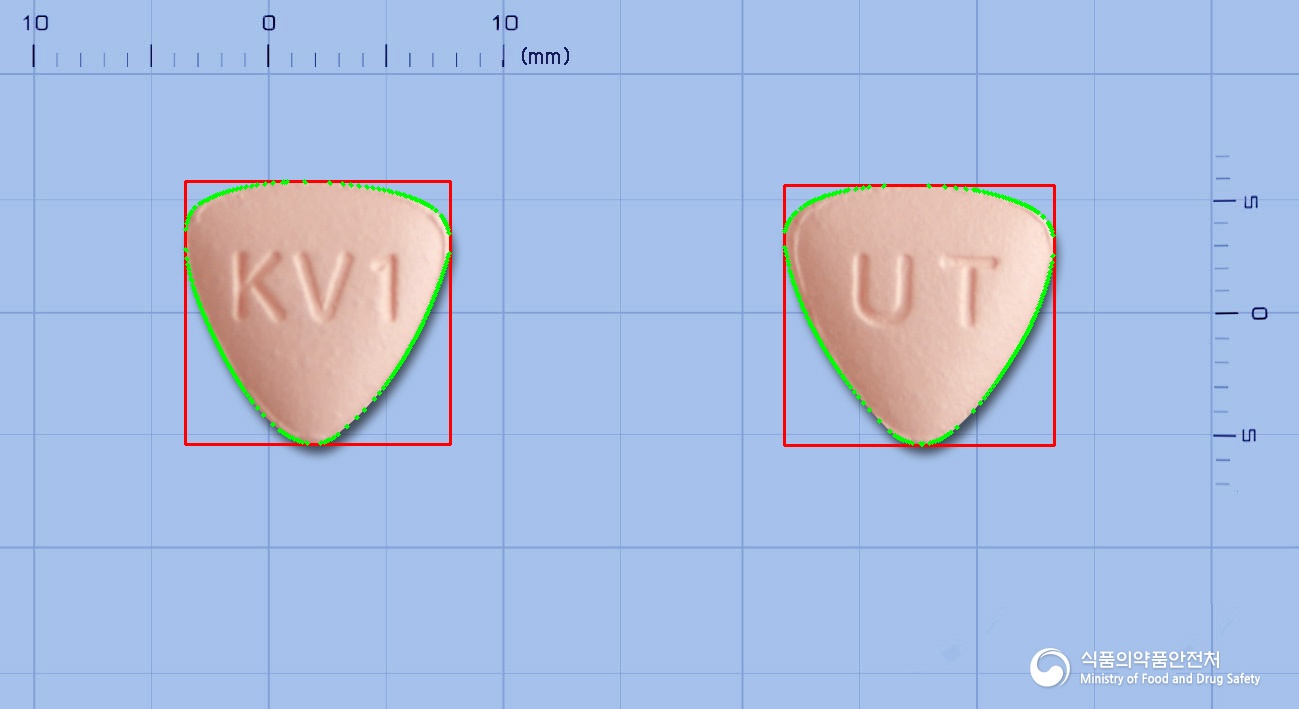 10 0 10
(mm)
KV1
UT
5
0
5
식품의약품안전처
Ministry of Food and Drug Safety